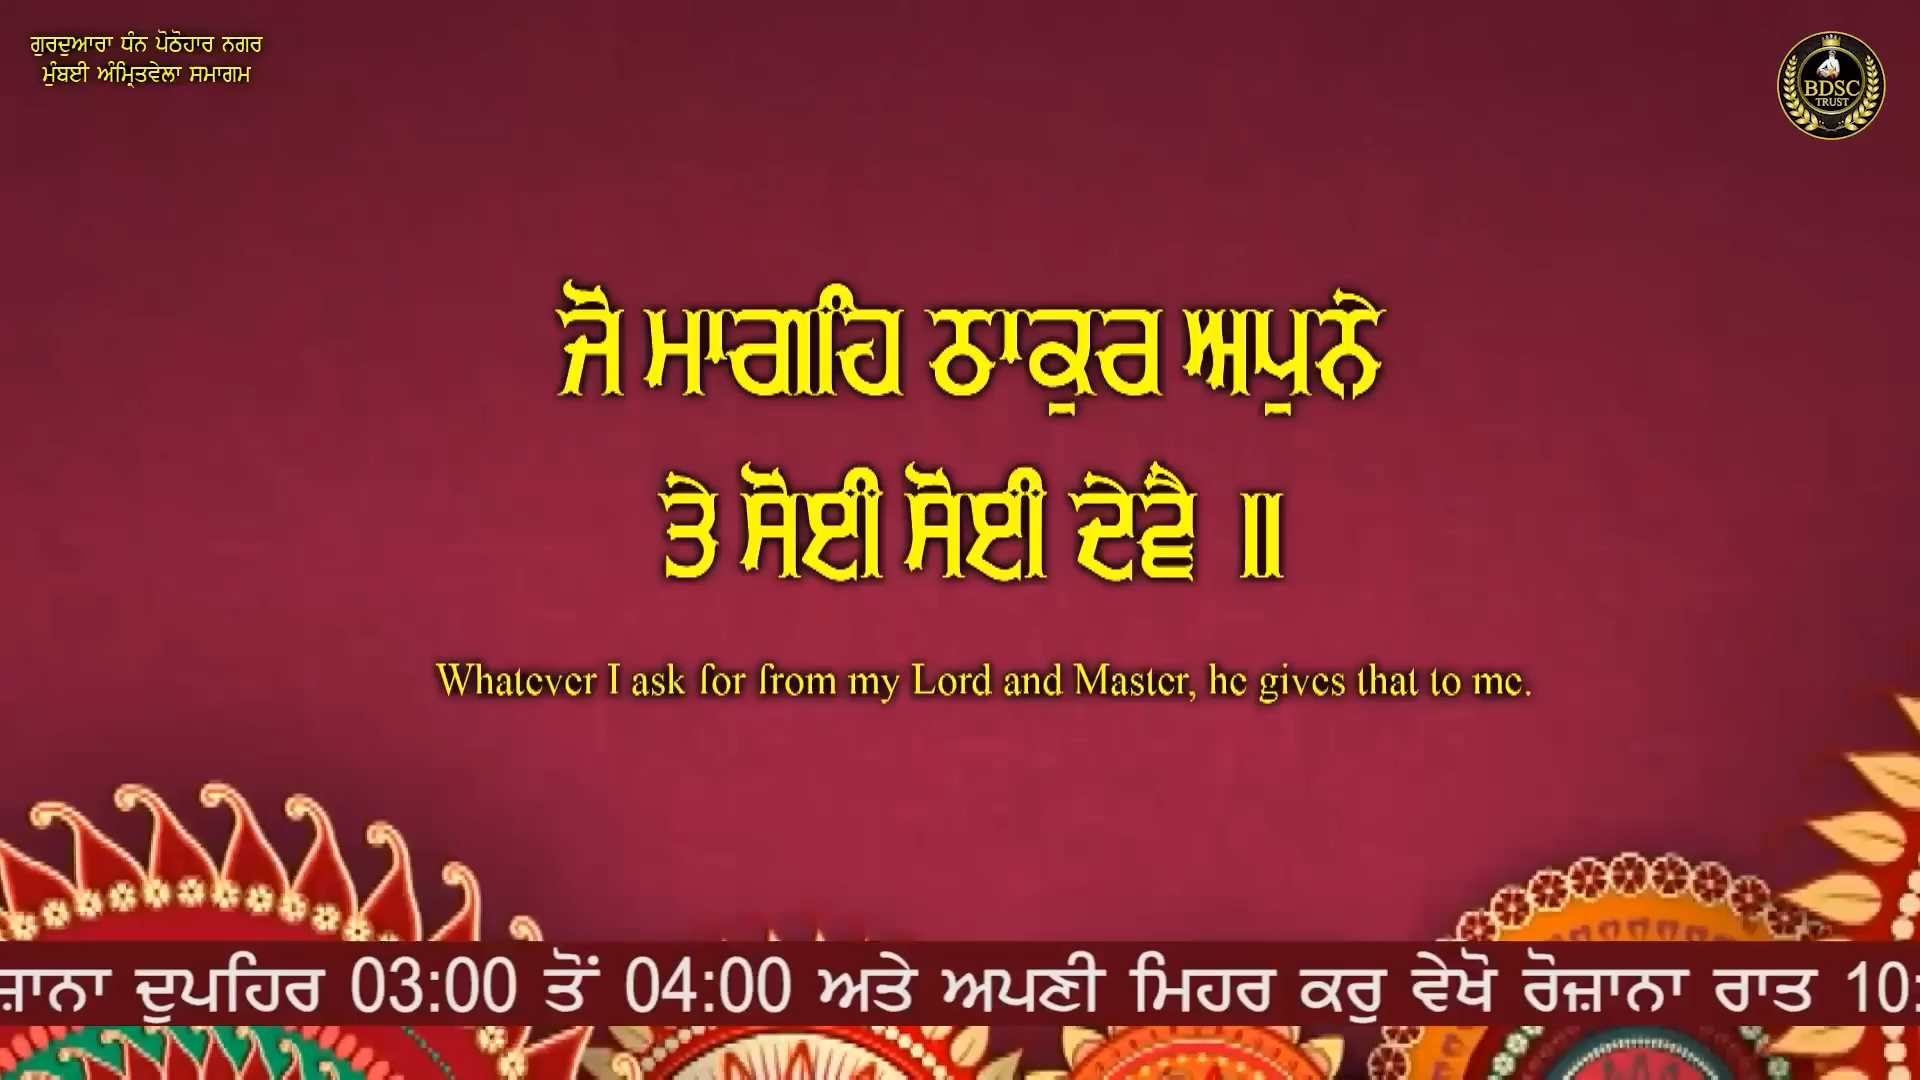 ਗੁਰਦੁਆਰਾ ਧੰਨ ਪੋਠੋਹਾਰ ਨਗਰ
ਮੁੰਬਈ ਅੰਮ੍ਰਿਤਵੇਲਾ ਸਮਾਗਮ
BDSC
TRUST
ਜੋ ਮਾਗਹਿ ਠਾਕੁਰ ਅਪੁਨੇ
ਤੇ ਸੋਈ ਸੋਈ ਦੇਵੈ ॥
Whatever I ask for from my Lord and Master, he gives that to me.
ਜ਼ਾਨਾ ਦੁਪਹਿਰ 03:00 ਤੋਂ 04:00 ਅਤੇ ਅਪਣੀ ਮਿਹਰ ਕਰੁ ਵੇਖੋ ਰੋਜ਼ਾਨਾ ਰਾਤ 10: